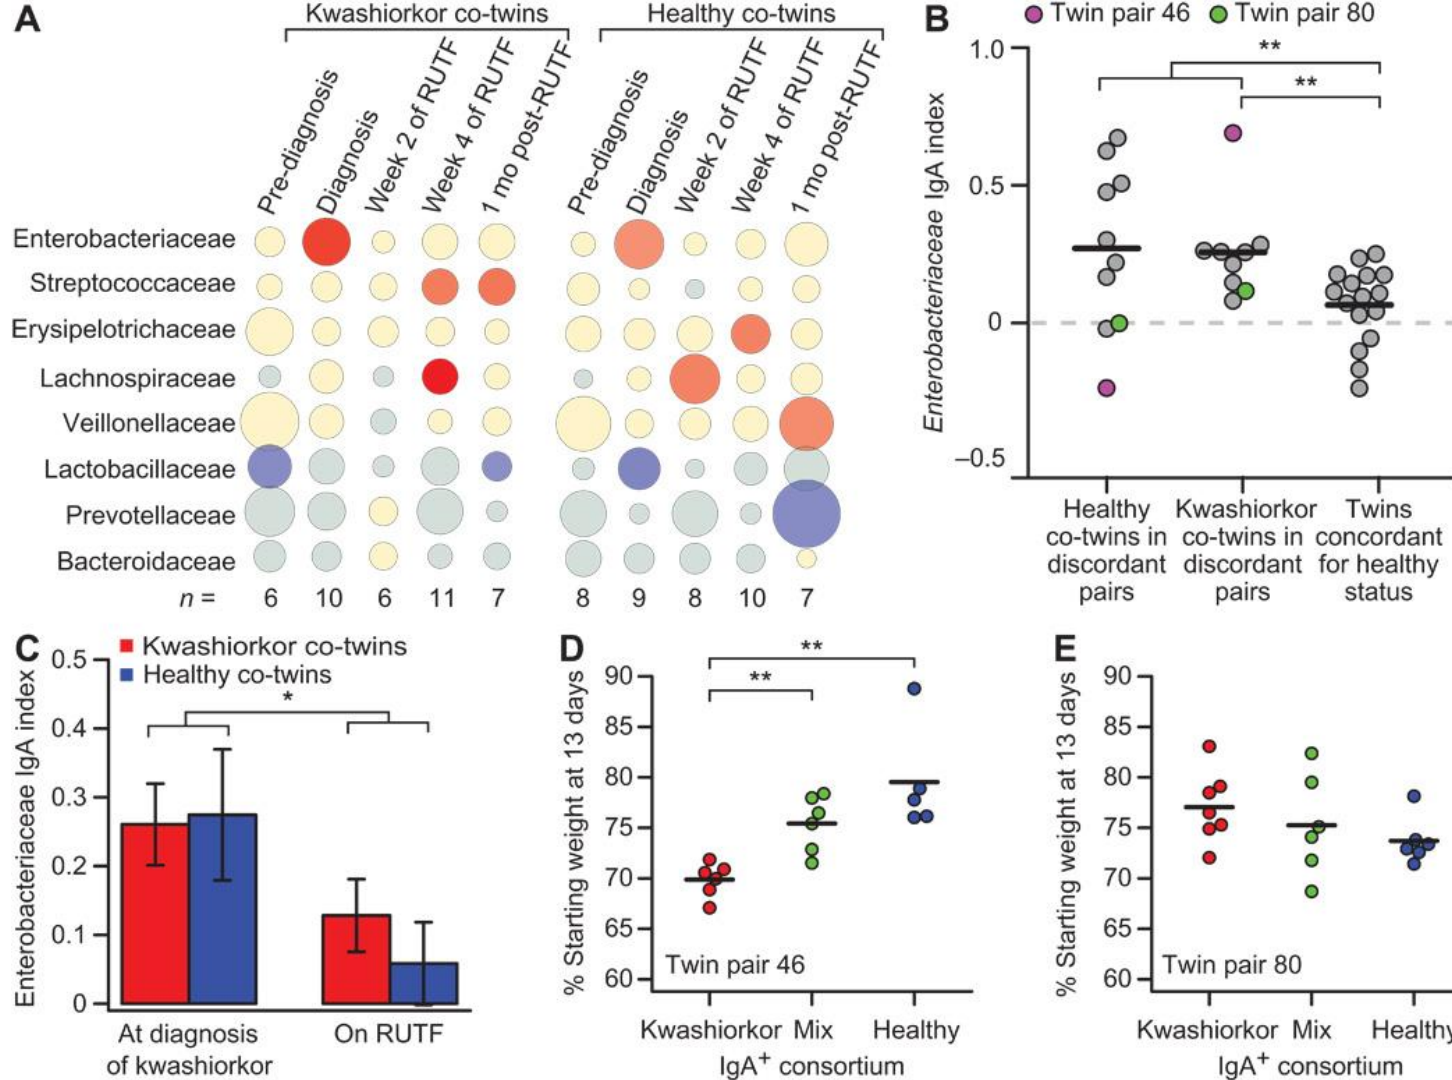 A
Kwashiorkor co-twins
Healthy co-twins
Pre-diagnosis
Diagnosis
Week 2 of RUTF
Week 4 of RUTF
1 mo post-RUTF
Pre-diagnosis
Diagnosis
Week 2 of RUTF
Week 4 of RUTF
1 mo post-RUTF
Enterobacteriaceae
Streptococcaceae
Erysipelotrichaceae
Lachnospiraceae
Veillonellaceae
Lactobacillaceae
Prevotellaceae
Bacteroidaceae
n = 6 10 6 11 7 8 9 8 10 7
B
Twin pair 46 Twin pair 80
Enterobacteriaceae IgA index
1.0
0.5
0
–0.5
**
**
Healthy
co-twins in
discordant
pairs
Kwashiorkor
co-twins in
discordant
pairs
Twins
concordant
for healthy
status
C
Kwashiorkor co-twins
Healthy co-twins
Enterobacteriaceae IgA index
0.5
0.4
0.3
0.2
0.1
0
*
At diagnosis
of kwashiorkor
On RUTF
D
% Starting weight at 13 days
90
85
80
75
70
65
60
**
**
Twin pair 46
Kwashiorkor Mix Healthy
IgA+ consortium
E
% Starting weight at 13 days
90
85
80
75
70
65
60
Twin pair 80
Kwashiorkor Mix Healthy
IgA+ consortium